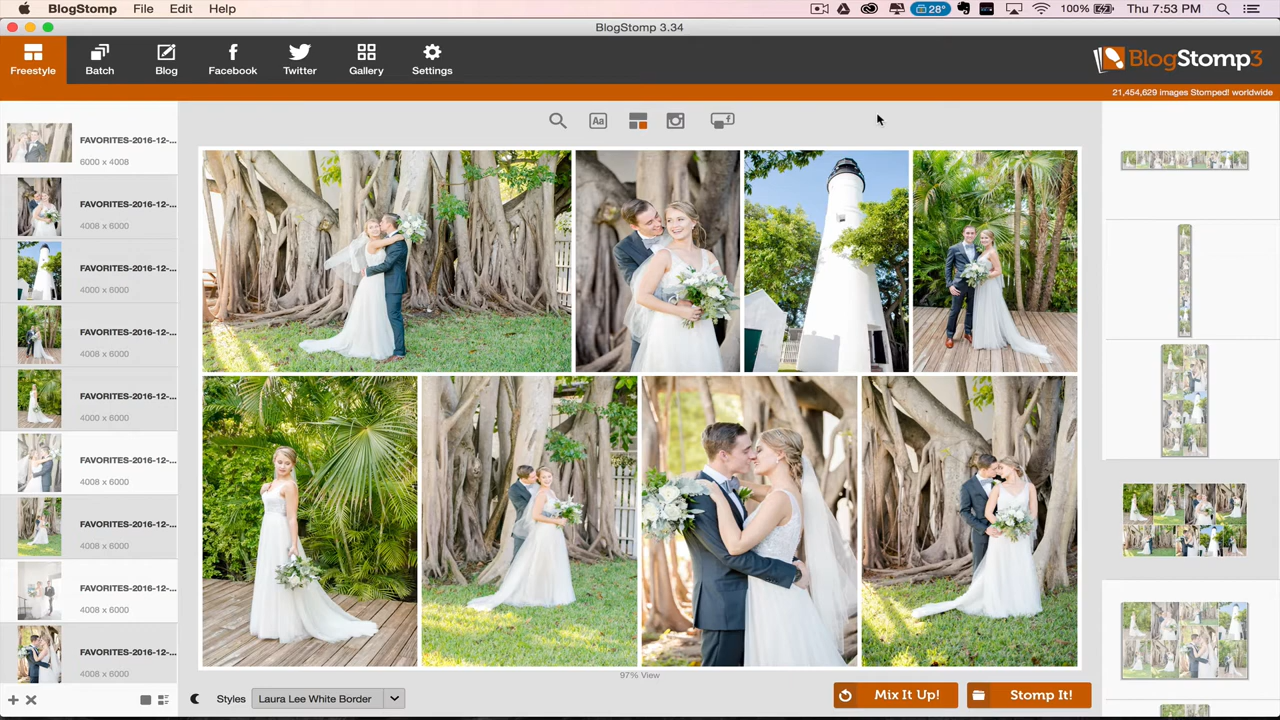 BlogStomp File Edit Help
28° 100% Thu 7:53 PM
BlogStomp 3.34
Freestyle Batch Blog Facebook Twitter Gallery Settings
BlogStomp3
21,454,629 images Stomped! worldwide
Aa
FAVORITES-2016-12-...
6000 x 4008
FAVORITES-2016-12-...
4008 x 6000
FAVORITES-2016-12-...
4000 x 6000
FAVORITES-2016-12-...
4008 x 6000
FAVORITES-2016-12-...
4000 x 6000
FAVORITES-2016-12-...
4008 x 6000
FAVORITES-2016-12-...
4008 x 6000
FAVORITES-2016-12-...
4008 x 6000
FAVORITES-2016-12-...
4008 x 6000
97% View
Styles Laura Lee White Border Mix It Up! Stomp It!